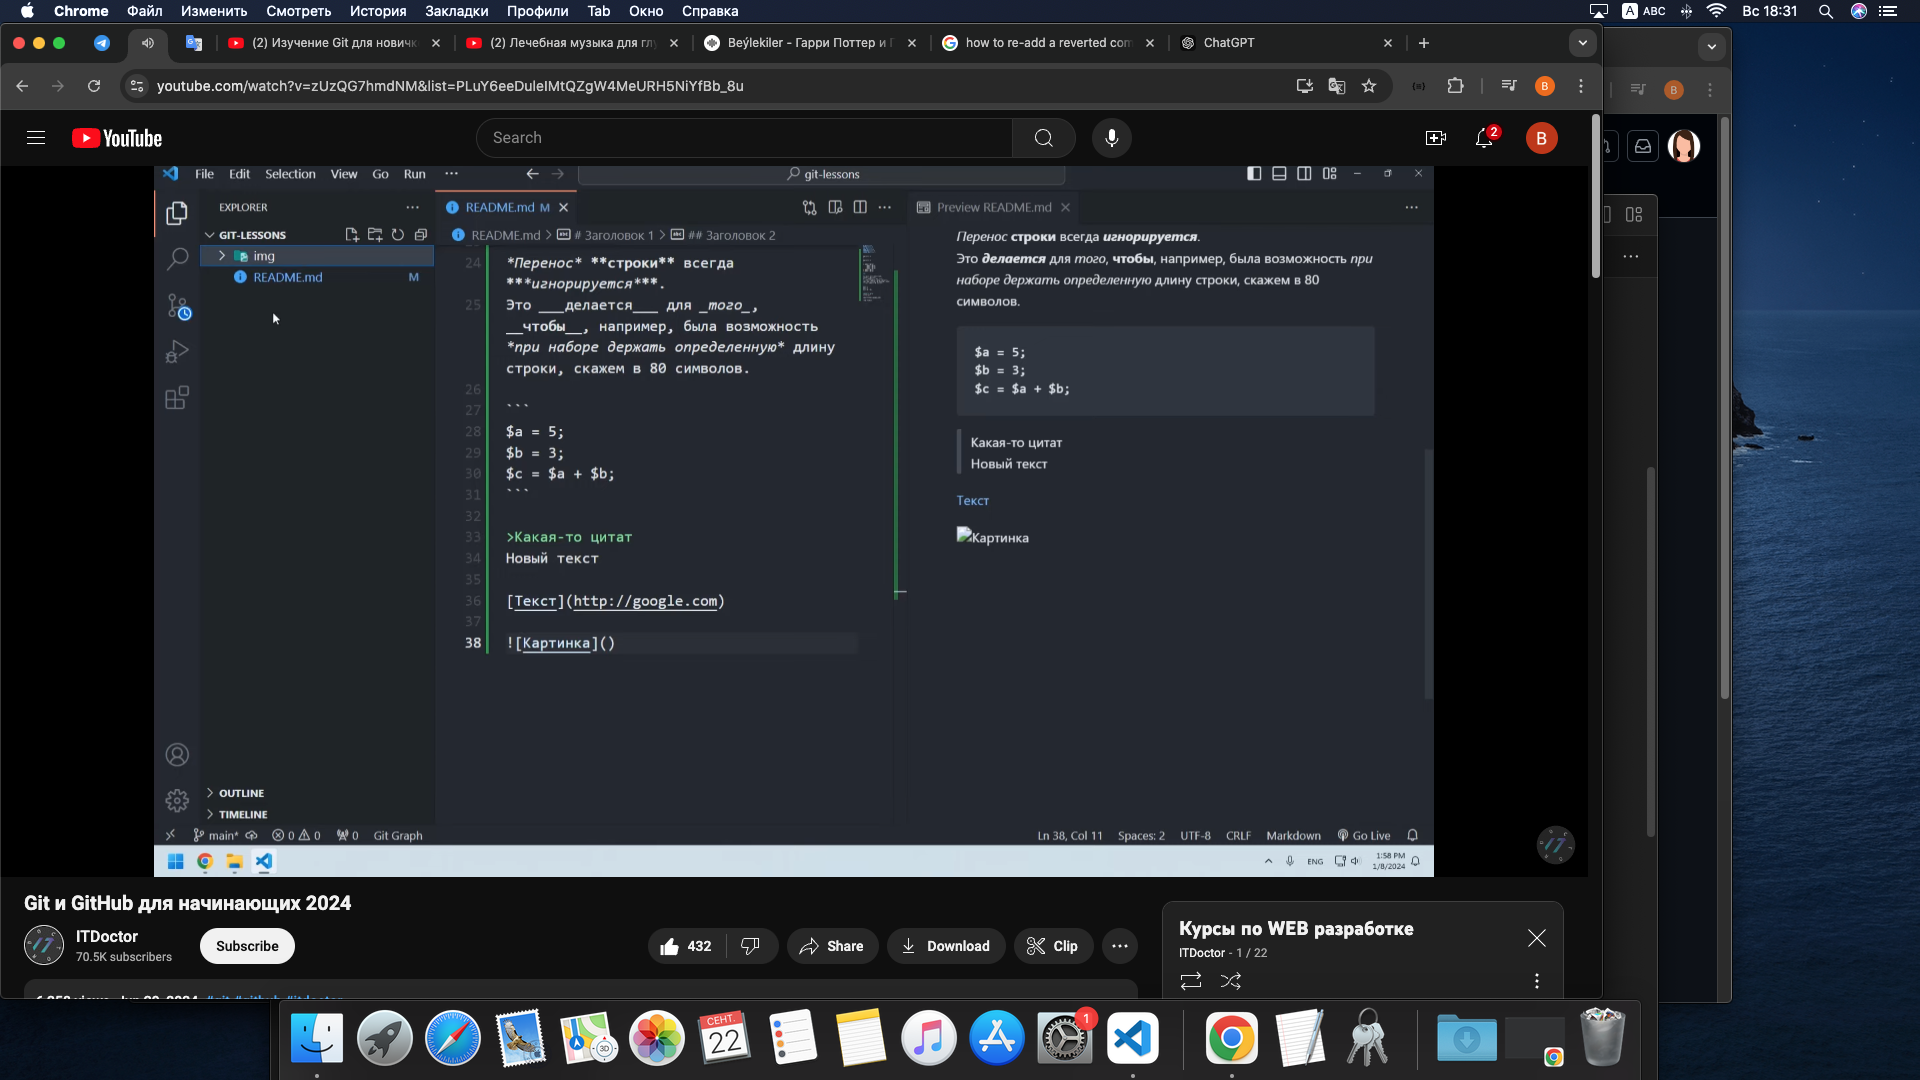 Chrome Файл Изменить Смотреть История Закладки Профили Tab Окно Справка A ABC Вс 18:31
(2) Изучение Git для новичк (2) Лечебная музыка для глу Beýlekiler - Гарри Поттер и how to re-add a reverted com ChatGPT
youtube.com/watch?v=zUzQG7hmdNM&list=PLuY6eeDuleIMtQZgW4MeURH5NiYfBb_8u B B
YouTube Search 2 B
File Edit Selection View Go Run git-lessons
EXPLORER README.md M Preview README.md
GIT-LESSONS README.md > # Заголовок 1 > ## Заголовок 2
img
README.md M
24 *Перенос* **строки** всегда
***игнорируется***.
25 Это ___делается___ для _того_,
__чтобы__, например, была возможность
*при наборе держать определенную* длину
строки, скажем в 80 символов.
26
27 ```
28 $a = 5;
29 $b = 3;
30 $c = $a + $b;
31 ```
32
33 >Какая-то цитат
34 Новый текст
35
36 [Текст](http://google.com)
37
38 ![Картинка]()
Перенос строки всегда игнорируется.
Это делается для того, чтобы, например, была возможность при
наборе держать определенную длину строки, скажем в 80
символов.
$a = 5;
$b = 3;
$c = $a + $b;
Какая-то цитат
Новый текст
Текст
Картинка
OUTLINE
TIMELINE
main* 0 0 0 Git Graph Ln 38, Col 11 Spaces: 2 UTF-8 CRLF Markdown Go Live
ENG 1:58 PM
1/8/2024
Git и GitHub для начинающих 2024
ITDoctor
70.5K subscribers
Subscribe 432 Share Download Clip
Курсы по WEB разработке
ITDoctor - 1 / 22
СЕНТ.
22
3D
1